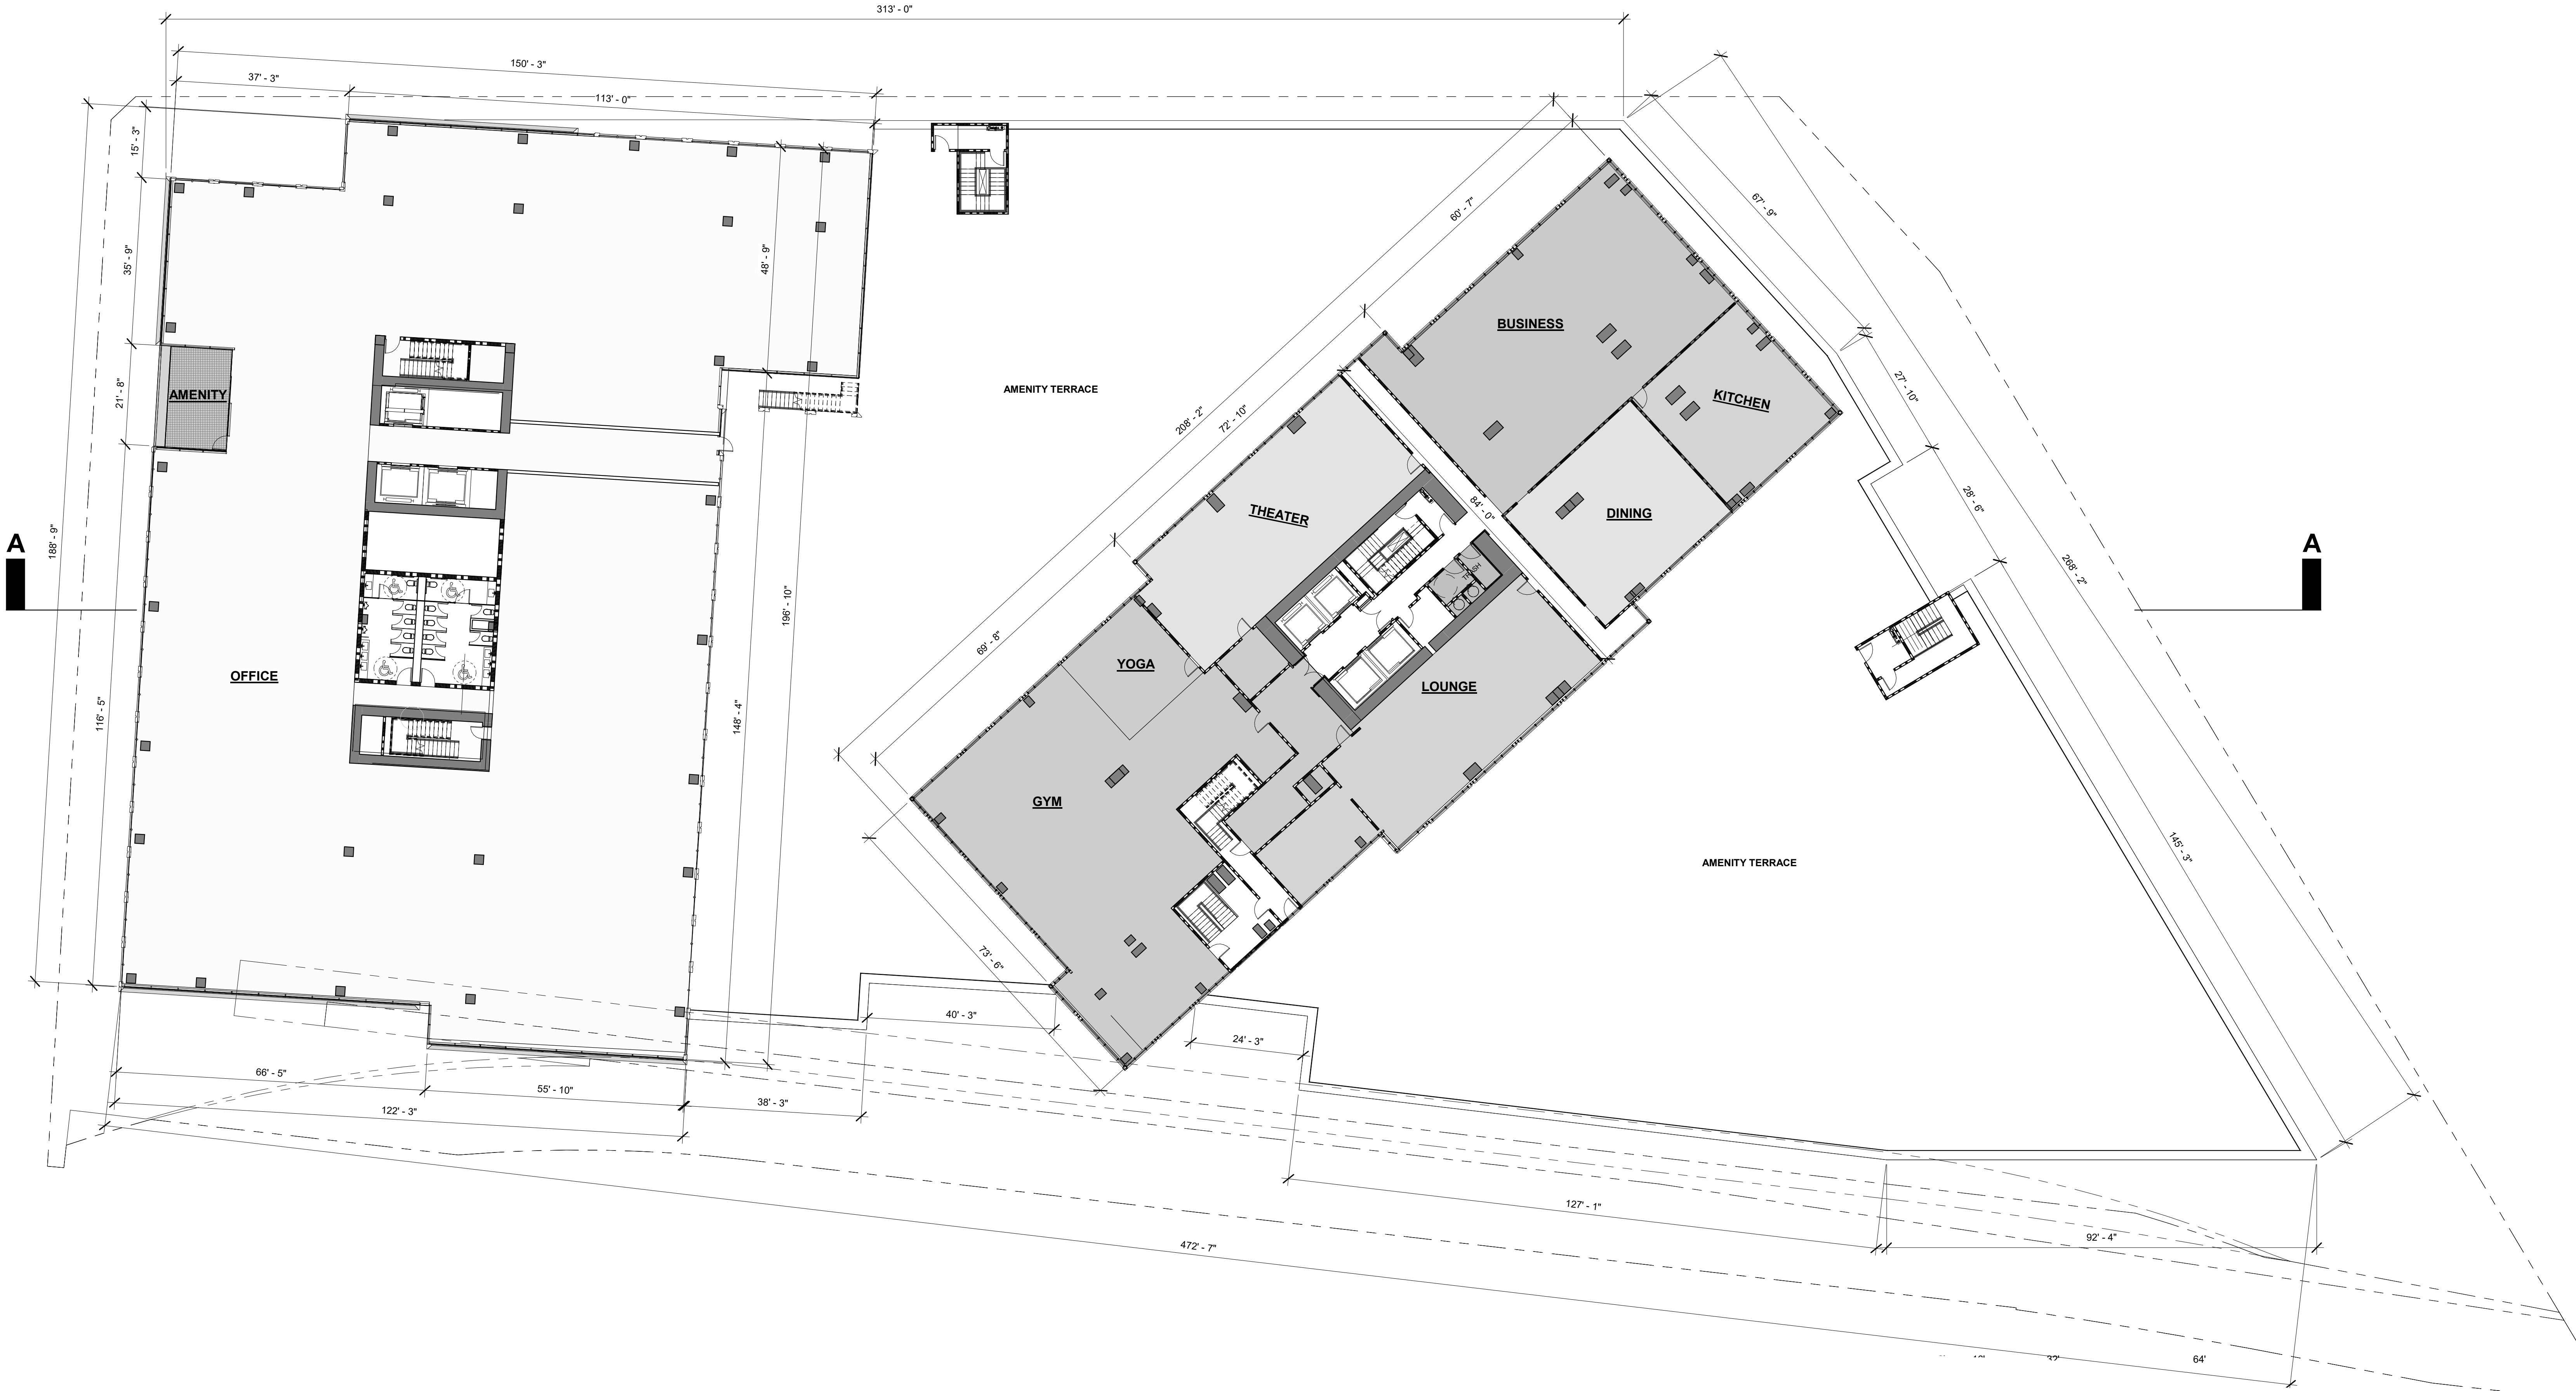 313' - 0"
150' - 3"
37' - 3"
113' - 0"
15' - 3"
35' - 9"
21' - 8"
188' - 9"
116' - 5"
48' - 9"
196' - 10"
148' - 4"
60' - 7"
67' - 9"
208' - 2"
72' - 10"
69' - 8"
84' - 0"
27' - 10"
28' - 6"
268' - 2"
145' - 3"
BUSINESS
KITCHEN
AMENITY TERRACE
AMENITY
THEATER
DINING
TRASH
A
A
YOGA
OFFICE
LOUNGE
GYM
AMENITY TERRACE
73' - 6"
40' - 3"
24' - 3"
66' - 5"
55' - 10"
38' - 3"
122' - 3"
127' - 1"
92' - 4"
472' - 7"
64'